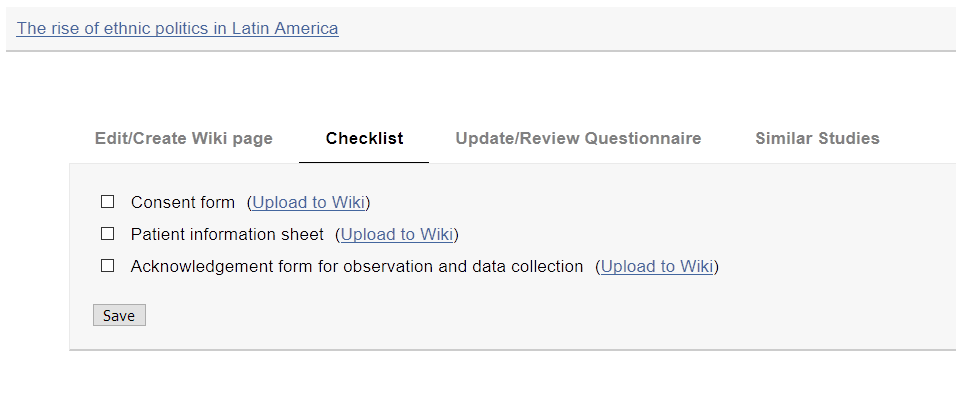 The rise of ethnic politics in Latin America
Edit/Create Wiki page Checklist Update/Review Questionnaire Similar Studies
Consent form (Upload to Wiki)
Patient information sheet (Upload to Wiki)
Acknowledgement form for observation and data collection (Upload to Wiki)
Save